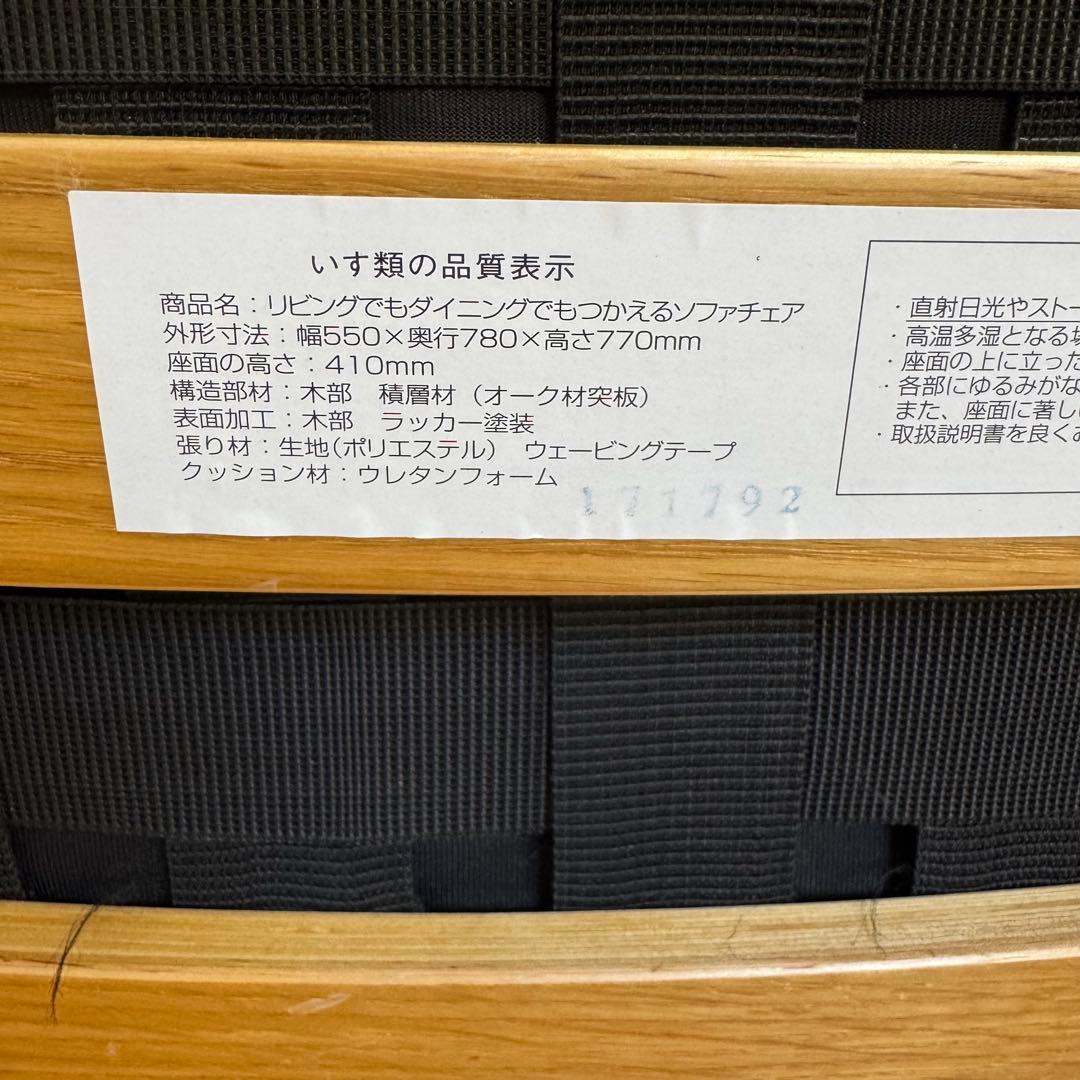 いす類の品質表示
商品名：リビングでもダイニングでもつかえるソファチェア
外形寸法：幅550×奥行780×高さ770mm
座面の高さ：410mm
構造部材：木部　積層材（オーク材突板）
表面加工：木部　ラッカー塗装
張り材：生地（ポリエステル）　ウェービングテープ
クッション材：ウレタンフォーム
171792
・直射日光やストー
・高温多湿となる場
・座面の上に立った
・各部にゆるみがな
また、座面に著し
・取扱説明書を良くお